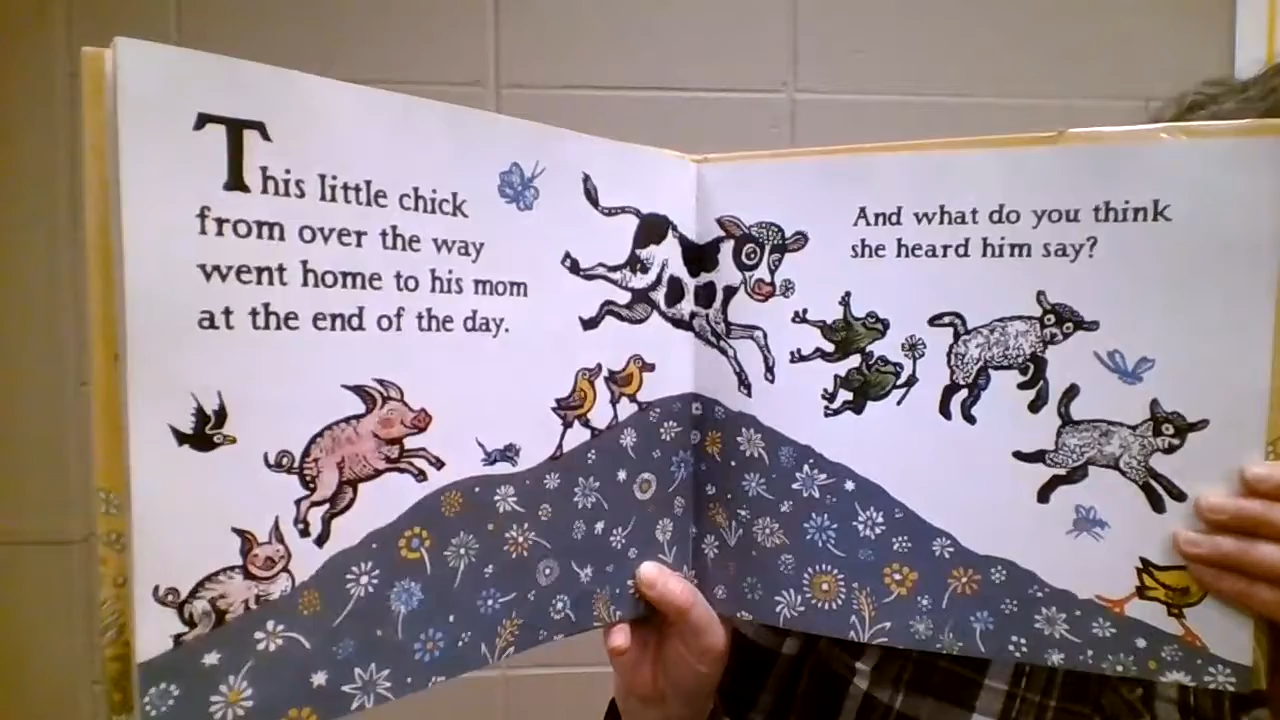 This little chick
from over the way
went home to his mom
at the end of the day.
And what do you think
she heard him say?